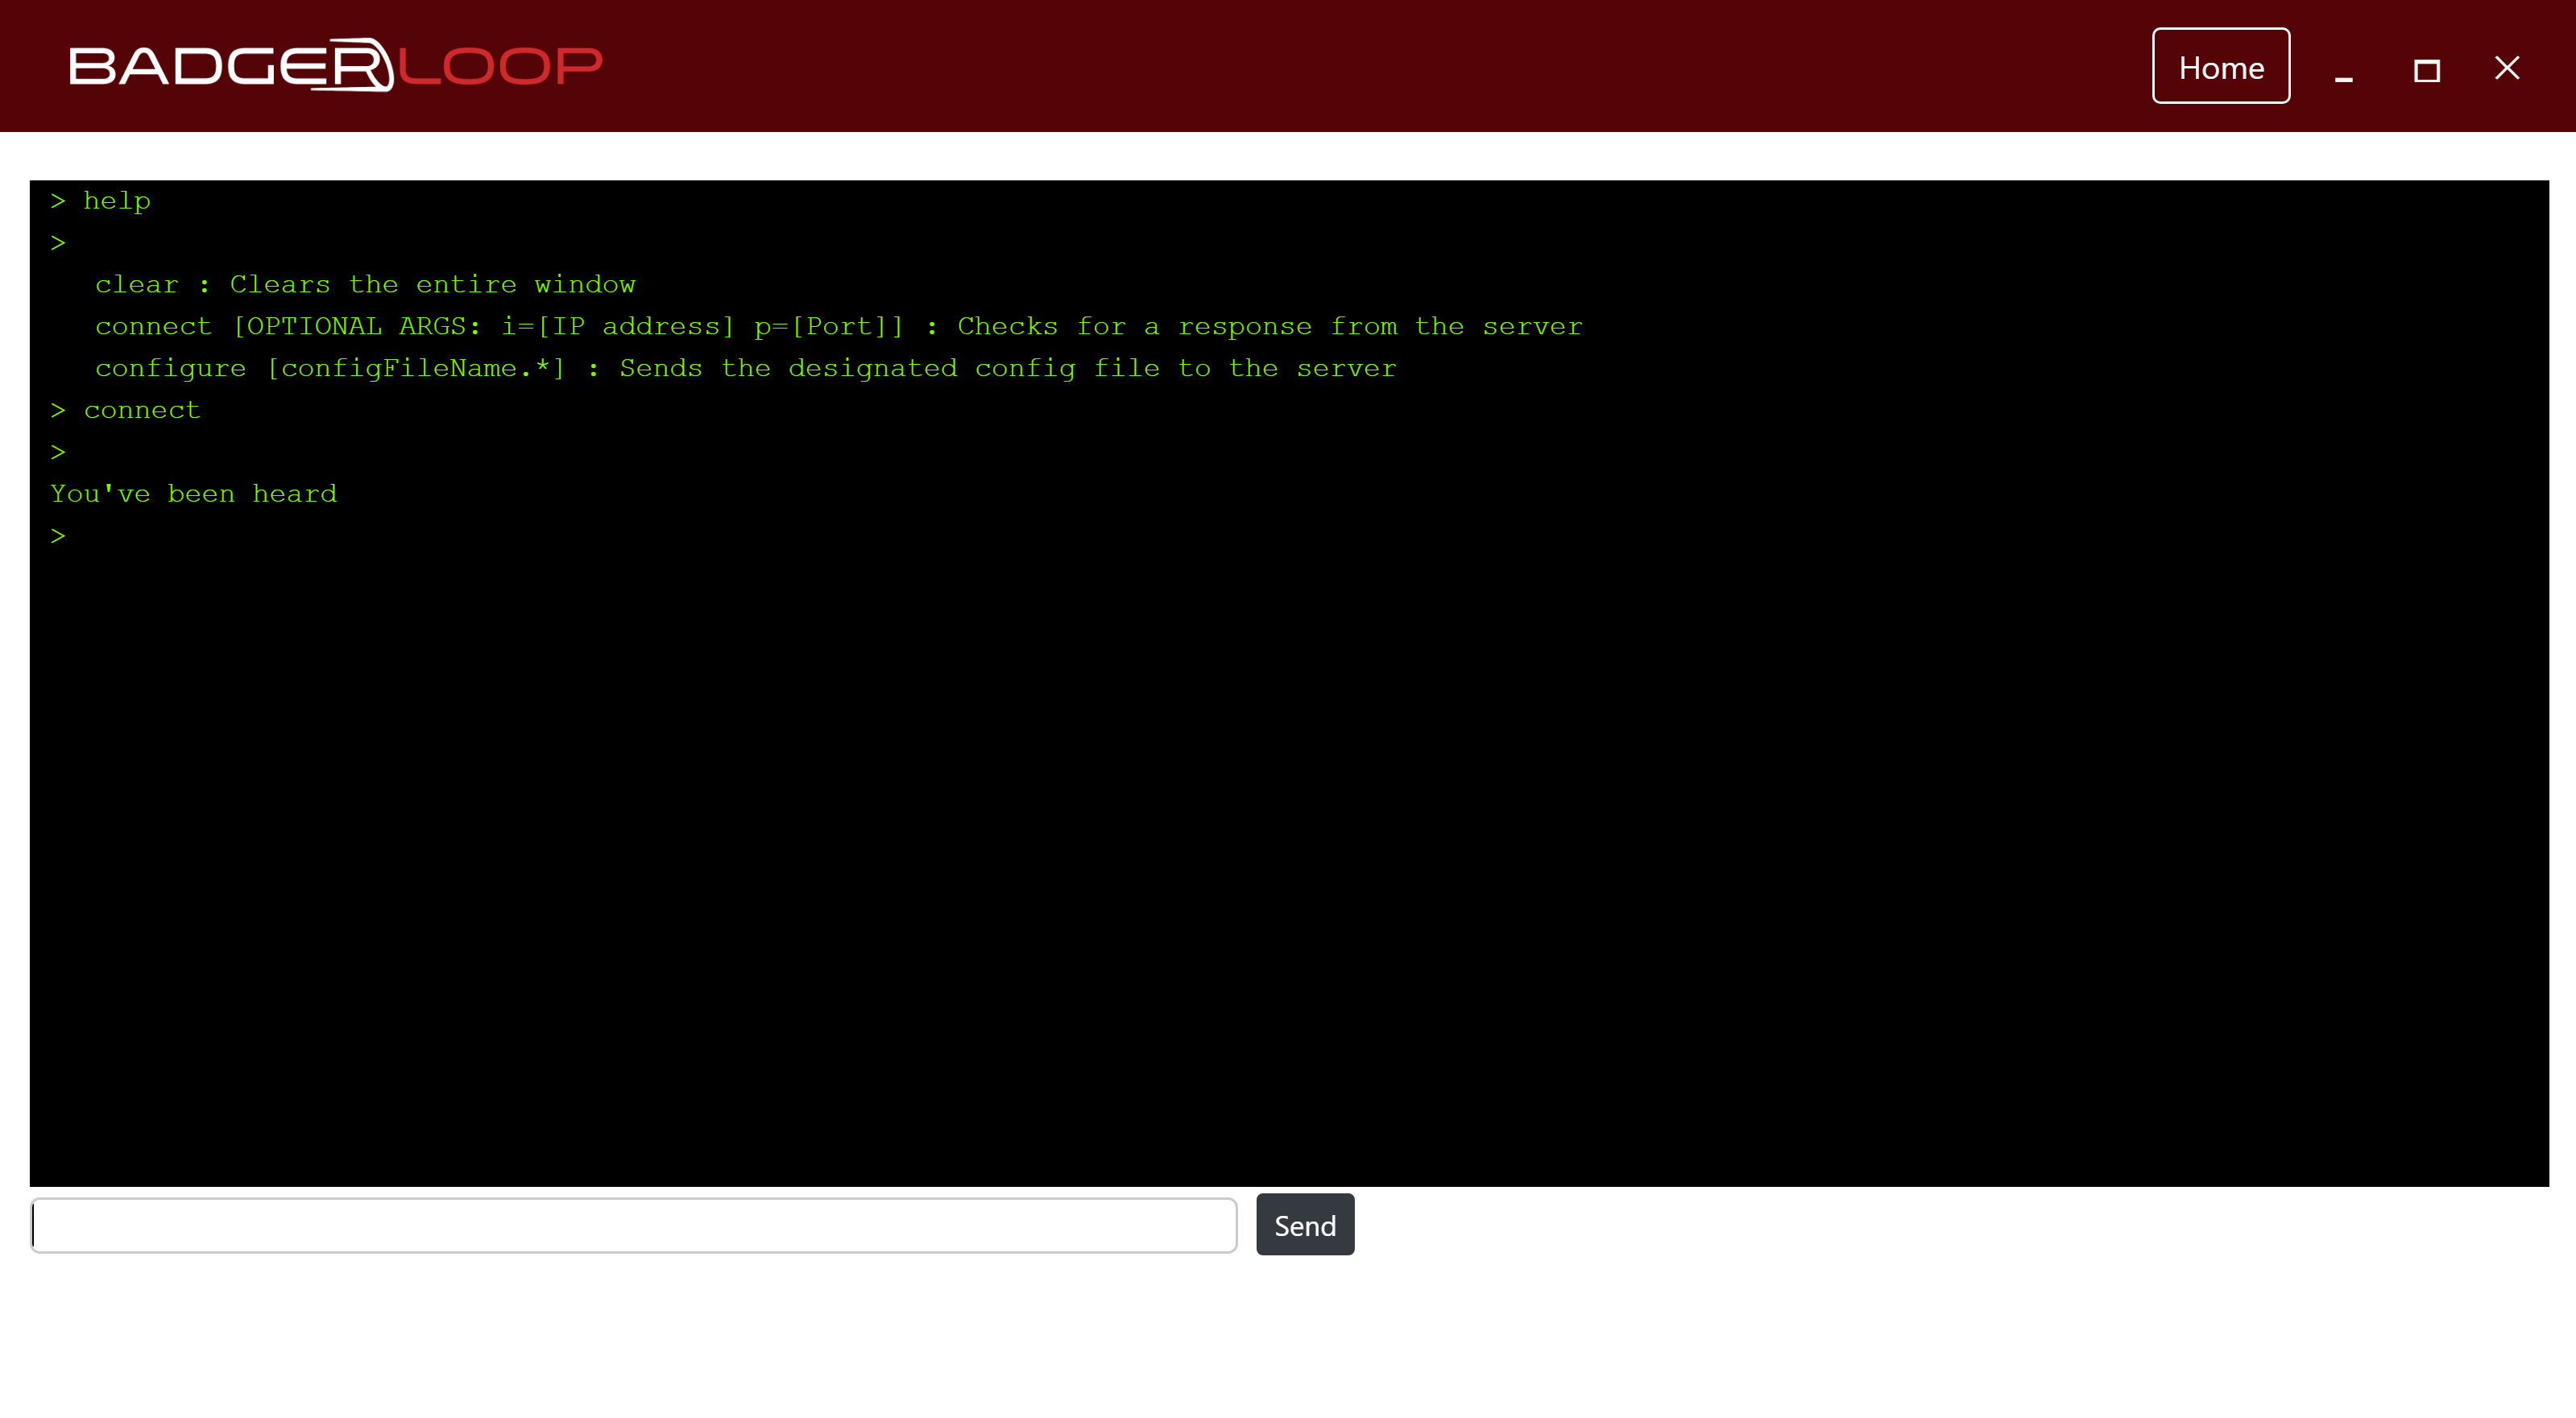 BADGERLOOP
Home
> help
>
clear : Clears the entire window
connect [OPTIONAL ARGS: i=[IP address] p=[Port]] : Checks for a response from the server
configure [configFileName.*] : Sends the designated config file to the server
> connect
>
You've been heard
>
Send